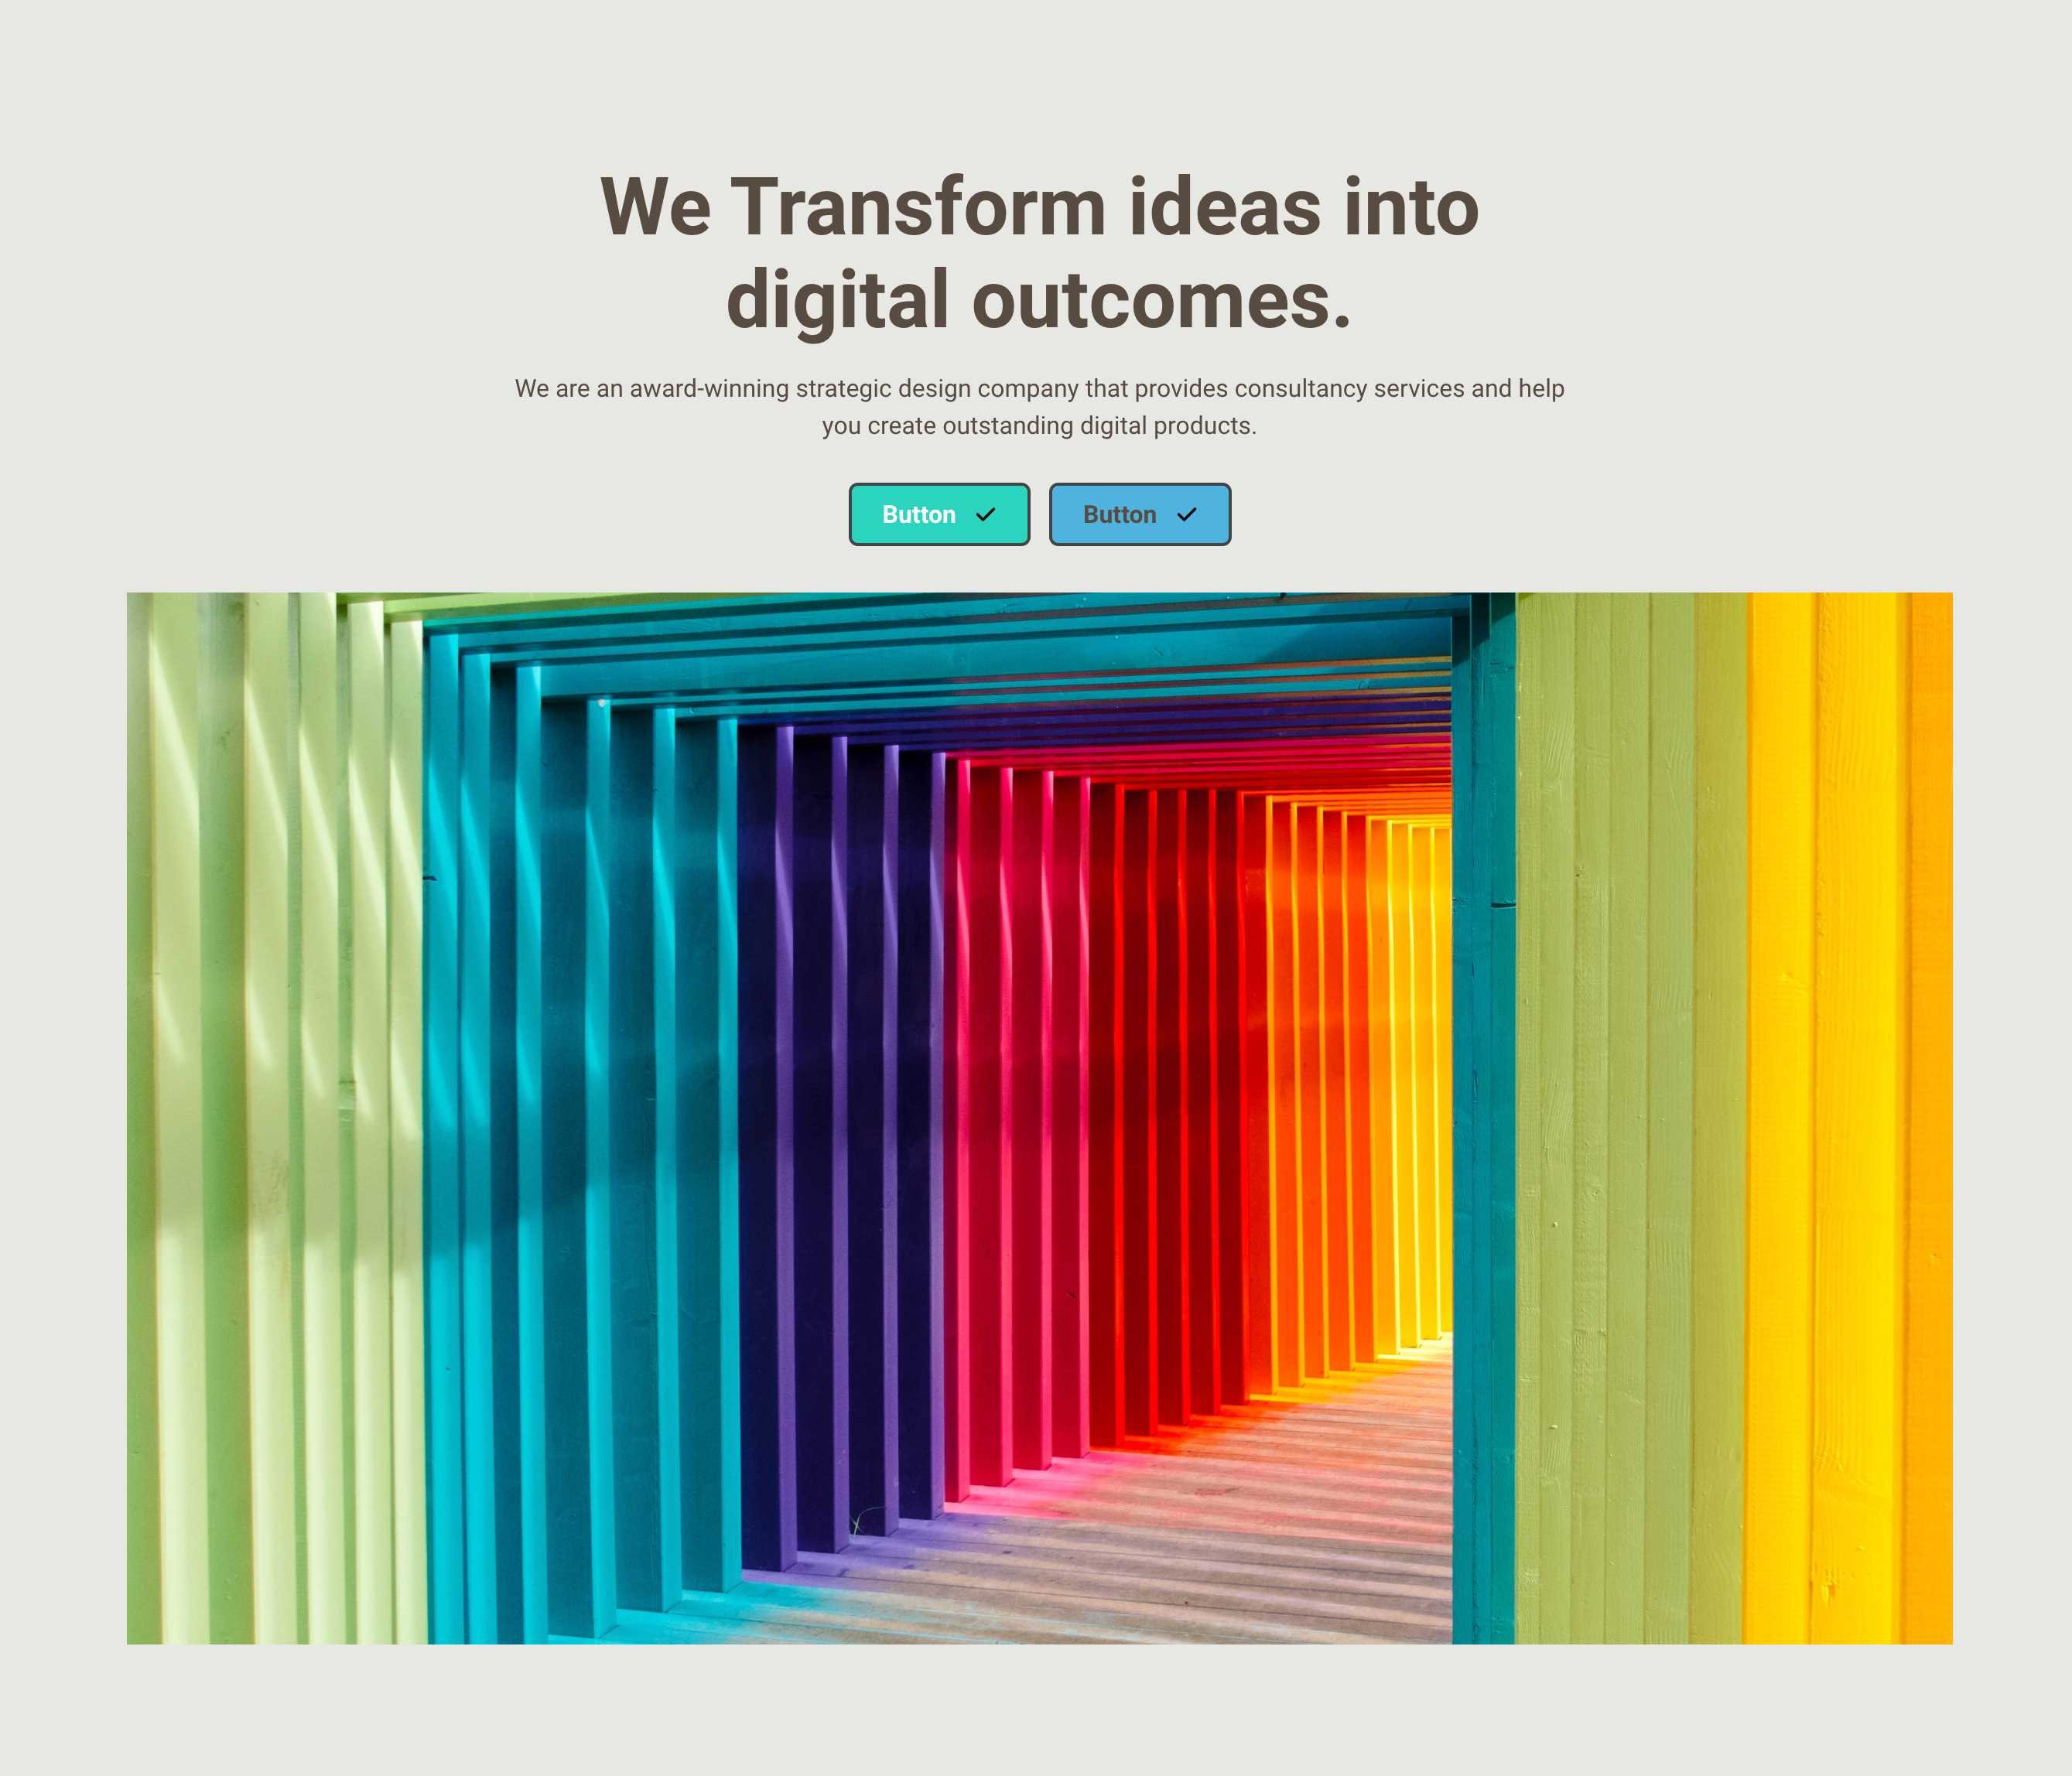 We Transform ideas into
digital outcomes.
We are an award-winning strategic design company that provides consultancy services and help
you create outstanding digital products.
Button
Button